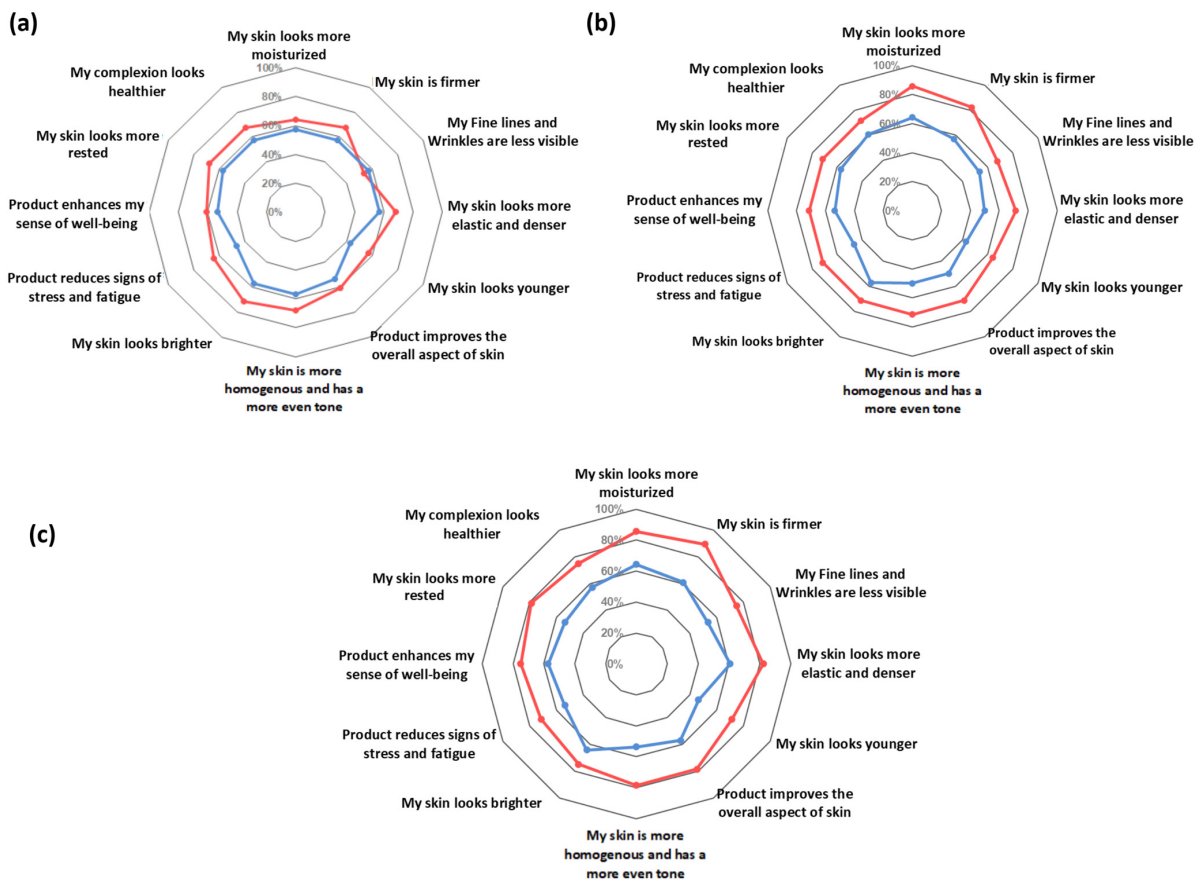 (a)
My skin looks more
moisturized
My skin is firmer
My Fine lines and
Wrinkles are less visible
My skin looks more
elastic and denser
My skin looks younger
Product improves the
overall aspect of skin
My skin is more
homogenous and has a
more even tone
My skin looks brighter
Product reduces signs of
stress and fatigue
Product enhances my
sense of well-being
My skin looks more
rested
My complexion looks
healthier
100%
80%
60%
40%
20%
0%
(b)
My skin looks more
moisturized
My skin is firmer
My Fine lines and
Wrinkles are less visible
My skin looks more
elastic and denser
My skin looks younger
Product improves the
overall aspect of skin
My skin is more
homogenous and has a
more even tone
My skin looks brighter
Product reduces signs of
stress and fatigue
Product enhances my
sense of well-being
My skin looks more
rested
My complexion looks
healthier
100%
80%
60%
40%
20%
0%
(c)
My skin looks more
moisturized
My skin is firmer
My Fine lines and
Wrinkles are less visible
My skin looks more
elastic and denser
My skin looks younger
Product improves the
overall aspect of skin
My skin is more
homogenous and has a
more even tone
My skin looks brighter
Product reduces signs of
stress and fatigue
Product enhances my
sense of well-being
My skin looks more
rested
My complexion looks
healthier
100%
80%
60%
40%
20%
0%